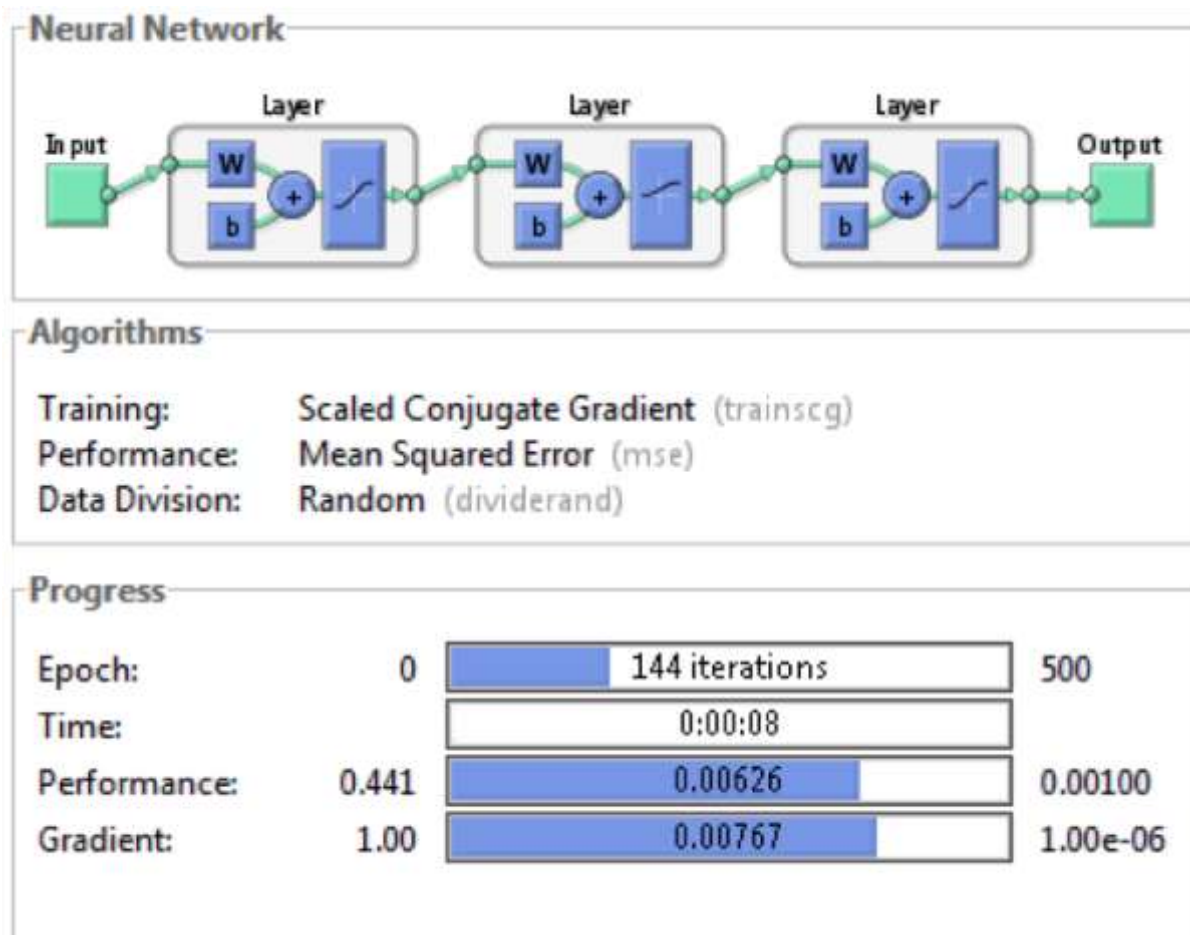 Neural Network
Layer Layer Layer
Input Output
W W W
+ + +
b b b
Algorithms
Training: Scaled Conjugate Gradient (trainscg)
Performance: Mean Squared Error (mse)
Data Division: Random (dividerand)
Progress
Epoch: 0 144 iterations 500
Time: 0:00:08
Performance: 0.441 0.00626 0.00100
Gradient: 1.00 0.00767 1.00e-06